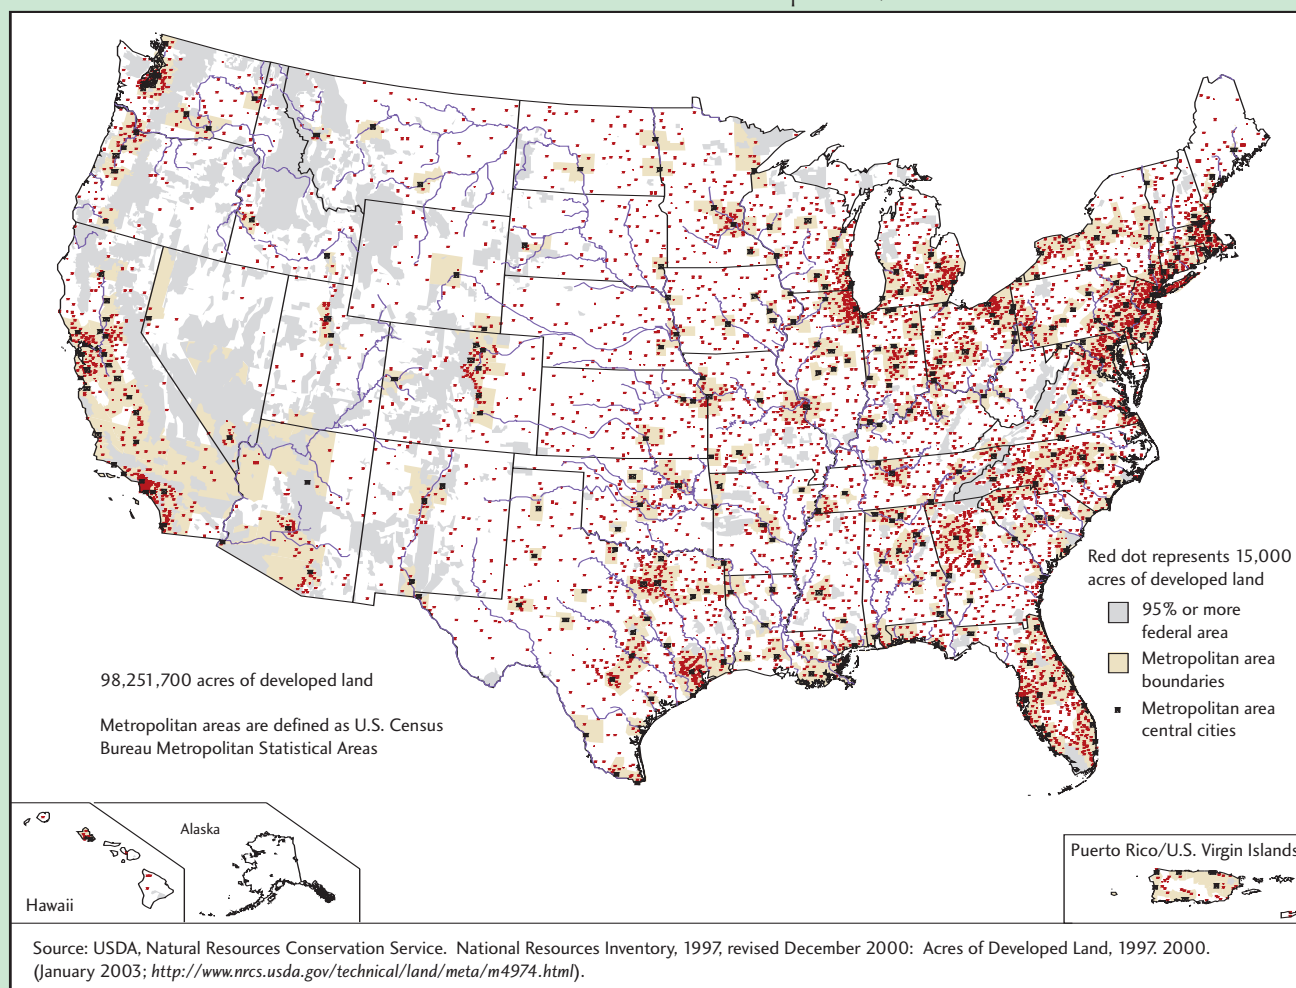 Red dot represents 15,000
acres of developed land
95% or more
federal area
Metropolitan area
boundaries
Metropolitan area
central cities
98,251,700 acres of developed land
Metropolitan areas are defined as U.S. Census
Bureau Metropolitan Statistical Areas
Alaska
Hawaii
Puerto Rico/U.S. Virgin Islands
Source: USDA, Natural Resources Conservation Service. National Resources Inventory, 1997, revised December 2000: Acres of Developed Land, 1997. 2000.
(January 2003; http://www.nrcs.usda.gov/technical/land/meta/m4974.html).